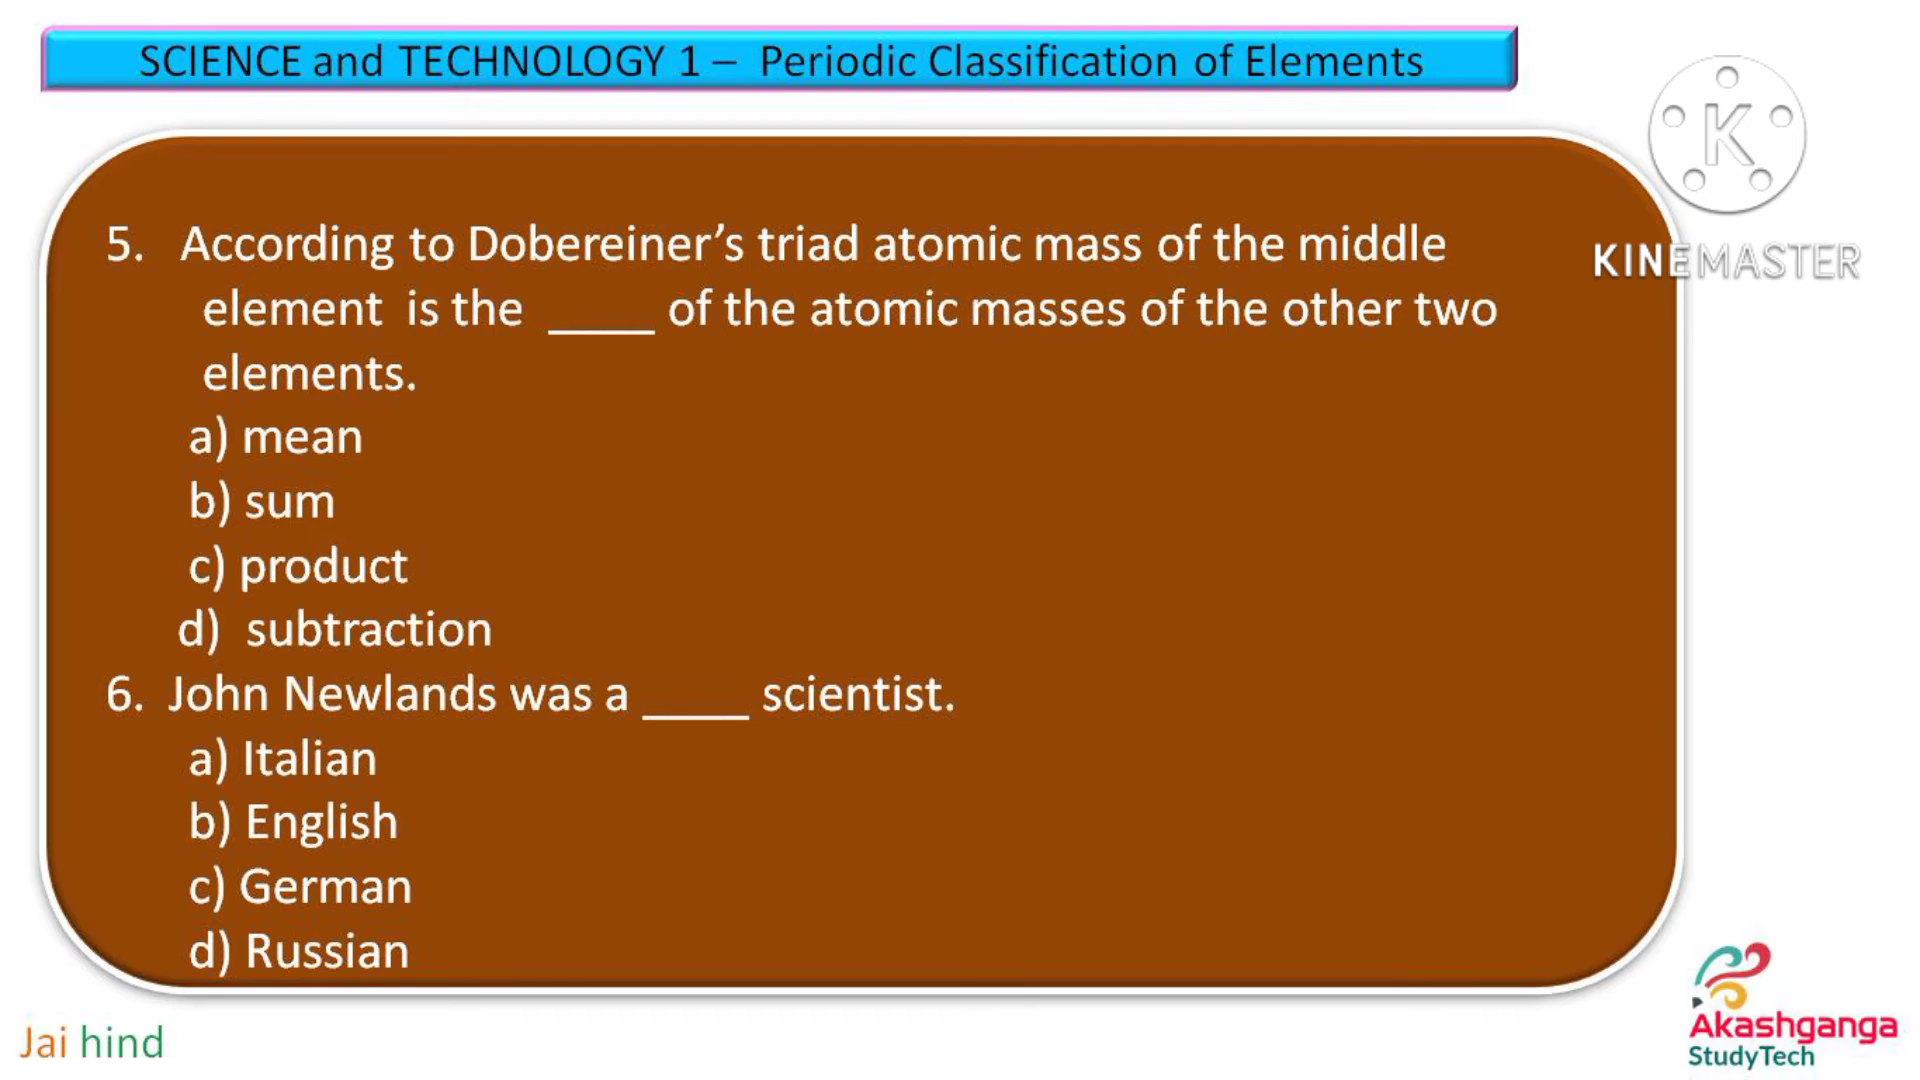 SCIENCE and TECHNOLOGY 1 – Periodic Classification of Elements
K
KINEMASTER
5. According to Dobereiner’s triad atomic mass of the middle
element is the ____ of the atomic masses of the other two
elements.
a) mean
b) sum
c) product
d) subtraction
6. John Newlands was a ____ scientist.
a) Italian
b) English
c) German
d) Russian
Jai hind
Akashganga
StudyTech